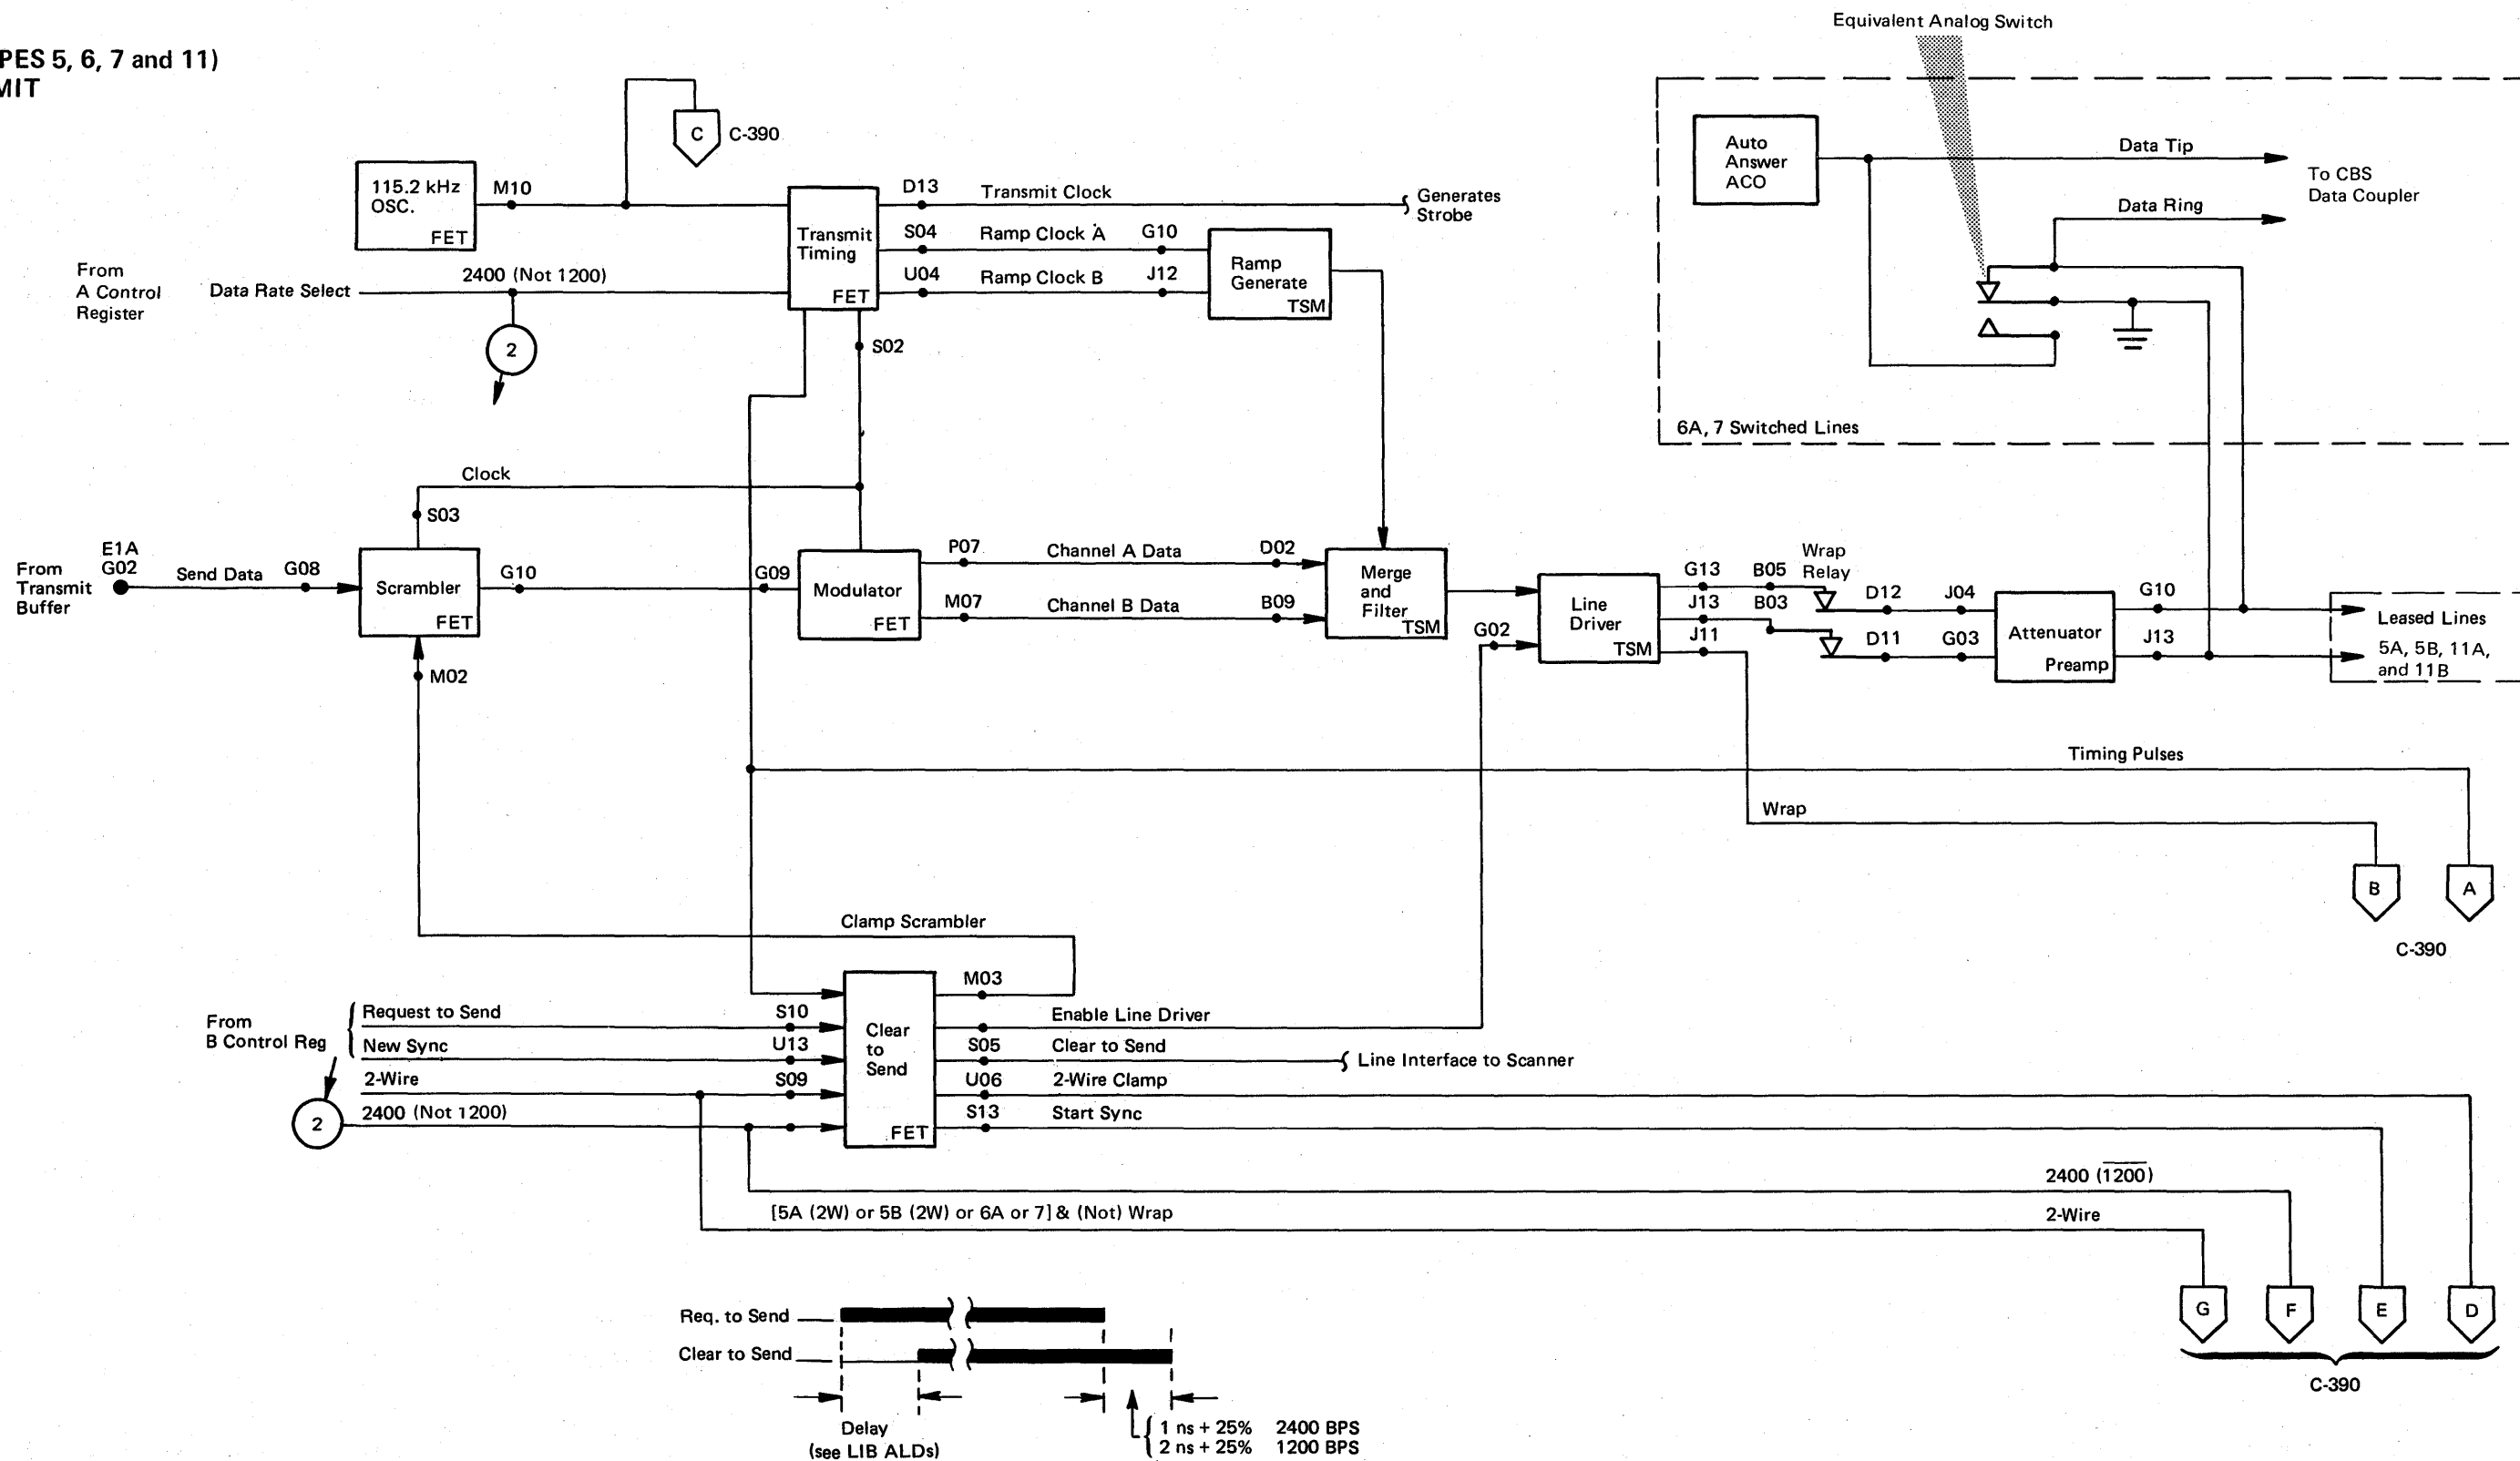 PES 5, 6, 7 and 11)
MIT
Equivalent Analog Switch
C
C-390
115.2 kHz
OSC.
FET
M10
Transmit
Timing
FET
D13
Transmit Clock
Generates
Strobe
S04
Ramp Clock A
G10
U04
Ramp Clock B
J12
Ramp
Generate
TSM
Auto
Answer
ACO
Data Tip
To CBS
Data Coupler
Data Ring
6A, 7 Switched Lines
From
A Control
Register
Data Rate Select
2400 (Not 1200)
2
S02
Clock
S03
From
Transmit
Buffer
E1A
G02
Send Data
G08
Scrambler
FET
G10
G09
Modulator
FET
P07
Channel A Data
D02
M07
Channel B Data
B09
Merge
and
Filter
TSM
G02
Line
Driver
TSM
G13
B05
Wrap
Relay
J13
B03
J11
D12
J04
D11
G03
Attenuator
Preamp
G10
J13
Leased Lines
5A, 5B, 11A,
and 11B
M02
Timing Pulses
Wrap
B
A
C-390
Clamp Scrambler
From
B Control Reg
Request to Send
S10
New Sync
U13
2-Wire
S09
2400 (Not 1200)
2
Clear
to
Send
FET
M03
Enable Line Driver
S05
Clear to Send
Line Interface to Scanner
U06
2-Wire Clamp
S13
Start Sync
2400 (1̅2̅0̅0̅)
[5A (2W) or 5B (2W) or 6A or 7] & (Not) Wrap
2-Wire
G
F
E
D
C-390
Req. to Send
Clear to Send
Delay
(see LIB ALDs)
1 ns + 25% 2400 BPS
2 ns + 25% 1200 BPS